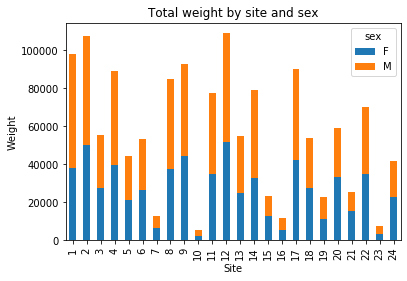 Total weight by site and sex
sex
F
M
100000
80000
60000
40000
20000
0
Weight
1 2 3 4 5 6 7 8 9 10 11 12 13 14 15 16 17 18 19 20 21 22 23 24
Site